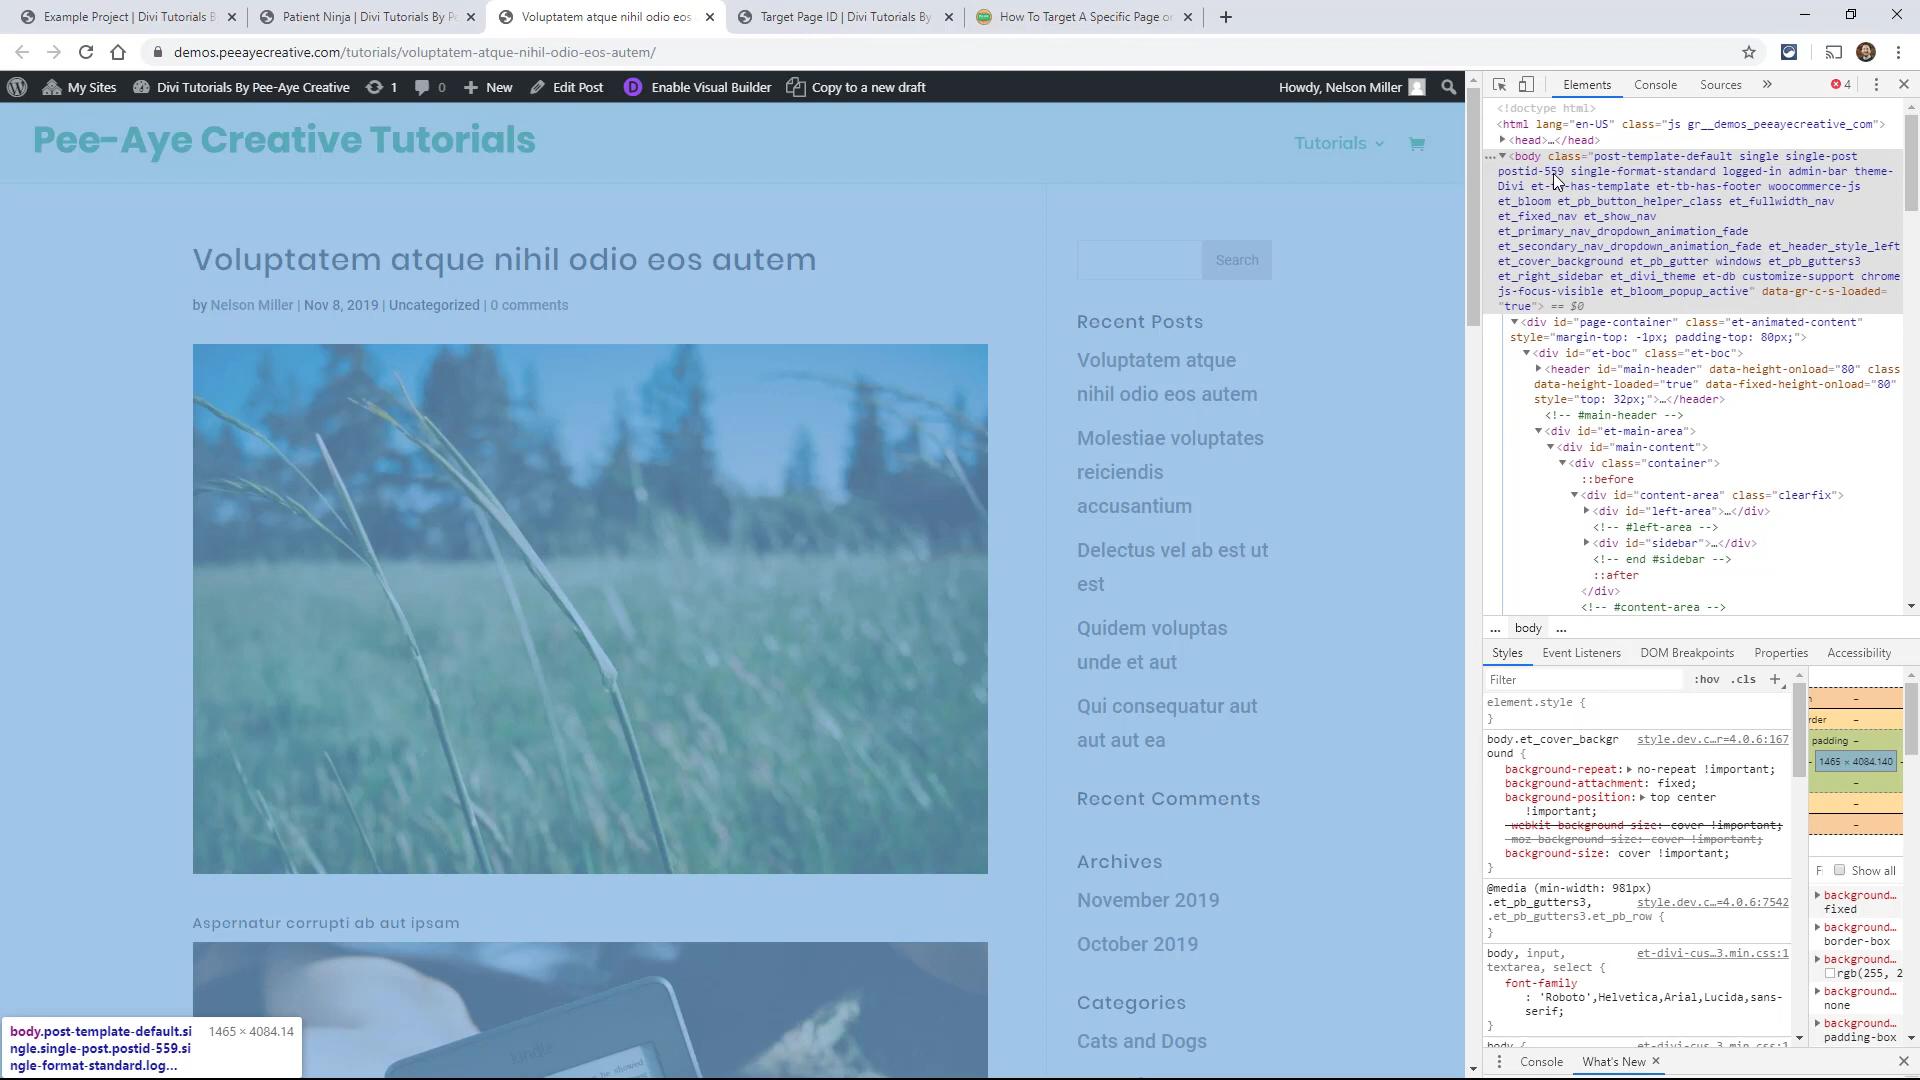 Example Project | Divi Tutorials B
Patient Ninja | Divi Tutorials By Pe
Voluptatem atque nihil odio eos
Target Page ID | Divi Tutorials By
How To Target A Specific Page or
demos.peeayecreative.com/tutorials/voluptatem-atque-nihil-odio-eos-autem/
My Sites Divi Tutorials By Pee-Aye Creative 1 0 New Edit Post Enable Visual Builder Copy to a new draft Howdy, Nelson Miller
Pee-Aye Creative Tutorials
Tutorials
Voluptatem atque nihil odio eos autem
by Nelson Miller | Nov 8, 2019 | Uncategorized | 0 comments
Aspernatur corrupti ab aut ipsam
kindle
Search
Recent Posts
Voluptatem atque
nihil odio eos autem
Molestiae voluptates
reiciendis
accusantium
Delectus vel ab est ut
est
Quidem voluptas
unde et aut
Qui consequatur aut
aut aut ea
Recent Comments
Archives
November 2019
October 2019
Categories
Cats and Dogs
body.post-template-default.si 1465 × 4084.14
ngle.single-post.postid-559.si
ngle-format-standard.log...
Elements Console Sources » 4
<!doctype html>
<html lang="en-US" class="js gr__demos_peeayecreative_com">
<head>…</head>
<body class="post-template-default single single-post
postid-559 single-format-standard logged-in admin-bar theme-
Divi et-tb-has-template et-tb-has-footer woocommerce-js
et_bloom et_pb_button_helper_class et_fullwidth_nav
et_fixed_nav et_show_nav
et_primary_nav_dropdown_animation_fade
et_secondary_nav_dropdown_animation_fade et_header_style_left
et_cover_background et_pb_gutter windows et_pb_gutters3
et_right_sidebar et_divi_theme et-db customize-support chrome
js-focus-visible et_bloom_popup_active" data-gr-c-s-loaded=
"true"> == $0
<div id="page-container" class="et-animated-content"
style="margin-top: -1px; padding-top: 80px;">
<div id="et-boc" class="et-boc">
<header id="main-header" data-height-onload="80" class
data-height-loaded="true" data-fixed-height-onload="80"
style="top: 32px;">…</header>
<!-- #main-header -->
<div id="et-main-area">
<div id="main-content">
<div class="container">
::before
<div id="content-area" class="clearfix">
<div id="left-area">…</div>
<!-- #left-area -->
<div id="sidebar">…</div>
<!-- end #sidebar -->
::after
</div>
<!-- #content-area -->
... body ...
Styles Event Listeners DOM Breakpoints Properties Accessibility
Filter :hov .cls +
element.style {
}
body.et_cover_backgr style.dev.c…r=4.0.6:167
ound {
background-repeat: no-repeat !important;
background-attachment: fixed;
background-position: top center
!important;
-webkit-background-size: cover !important;
-moz-background-size: cover !important;
background-size: cover !important;
}
@media (min-width: 981px)
.et_pb_gutters3, style.dev.c…=4.0.6:7542
.et_pb_gutters3.et_pb_row {
}
body, input, et-divi-cus…3.min.css:1
textarea, select {
font-family
: 'Roboto',Helvetica,Arial,Lucida,sans-
serif;
}
body { et-divi-cus…3.min.css:1
rder –
padding –
1465 × 4084.140
Show all
background…
fixed
background…
border-box
background…
rgb(255, 2
background…
none
background…
padding-box
Console What's New